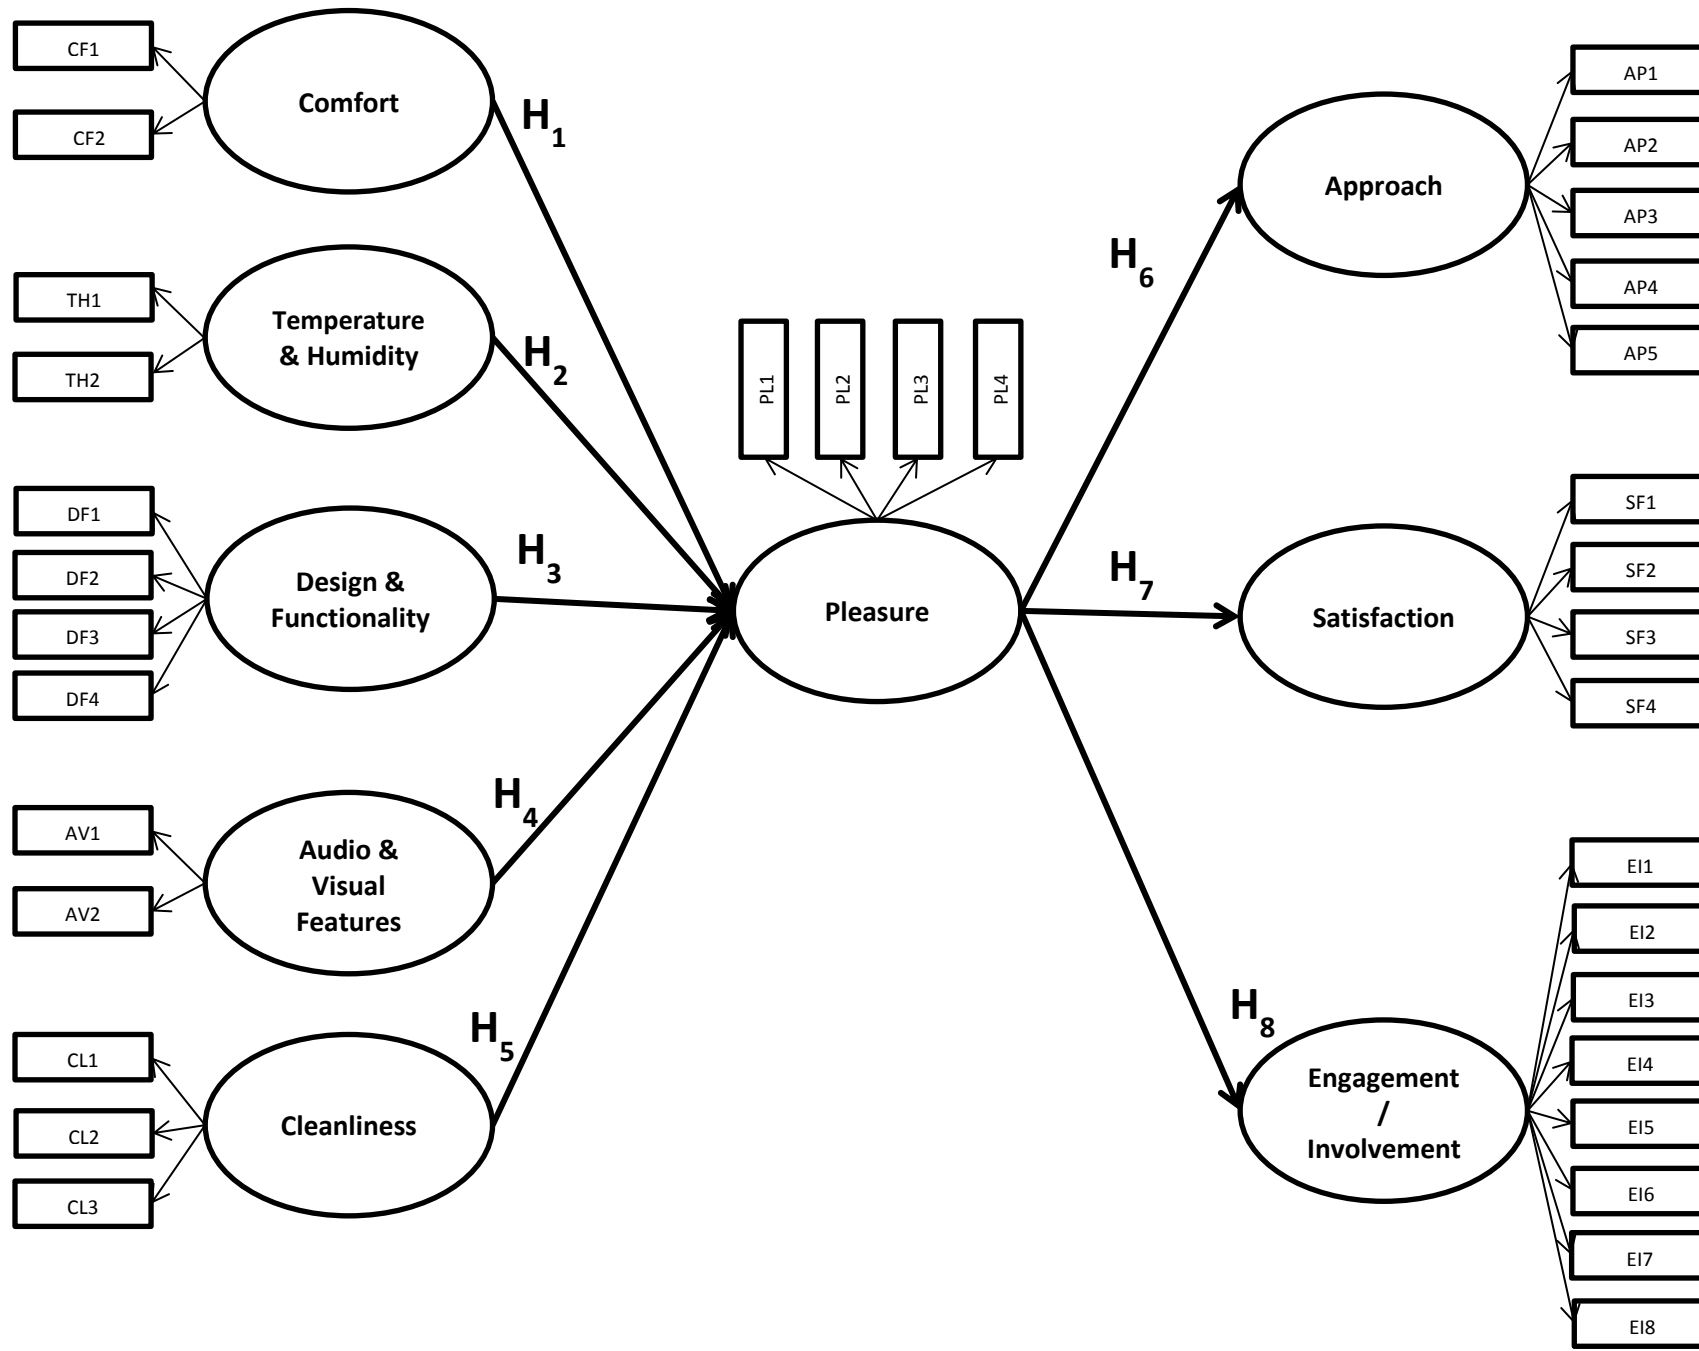 CF1
CF2
Comfort
H1
TH1
TH2
Temperature
& Humidity
H2
DF1
DF2
DF3
DF4
Design &
Functionality
H3
AV1
AV2
Audio &
Visual
Features
H4
CL1
CL2
CL3
Cleanliness
H5
PL1
PL2
PL3
PL4
Pleasure
H6
Approach
AP1
AP2
AP3
AP4
AP5
H7
Satisfaction
SF1
SF2
SF3
SF4
H8
Engagement
/
Involvement
EI1
EI2
EI3
EI4
EI5
EI6
EI7
EI8